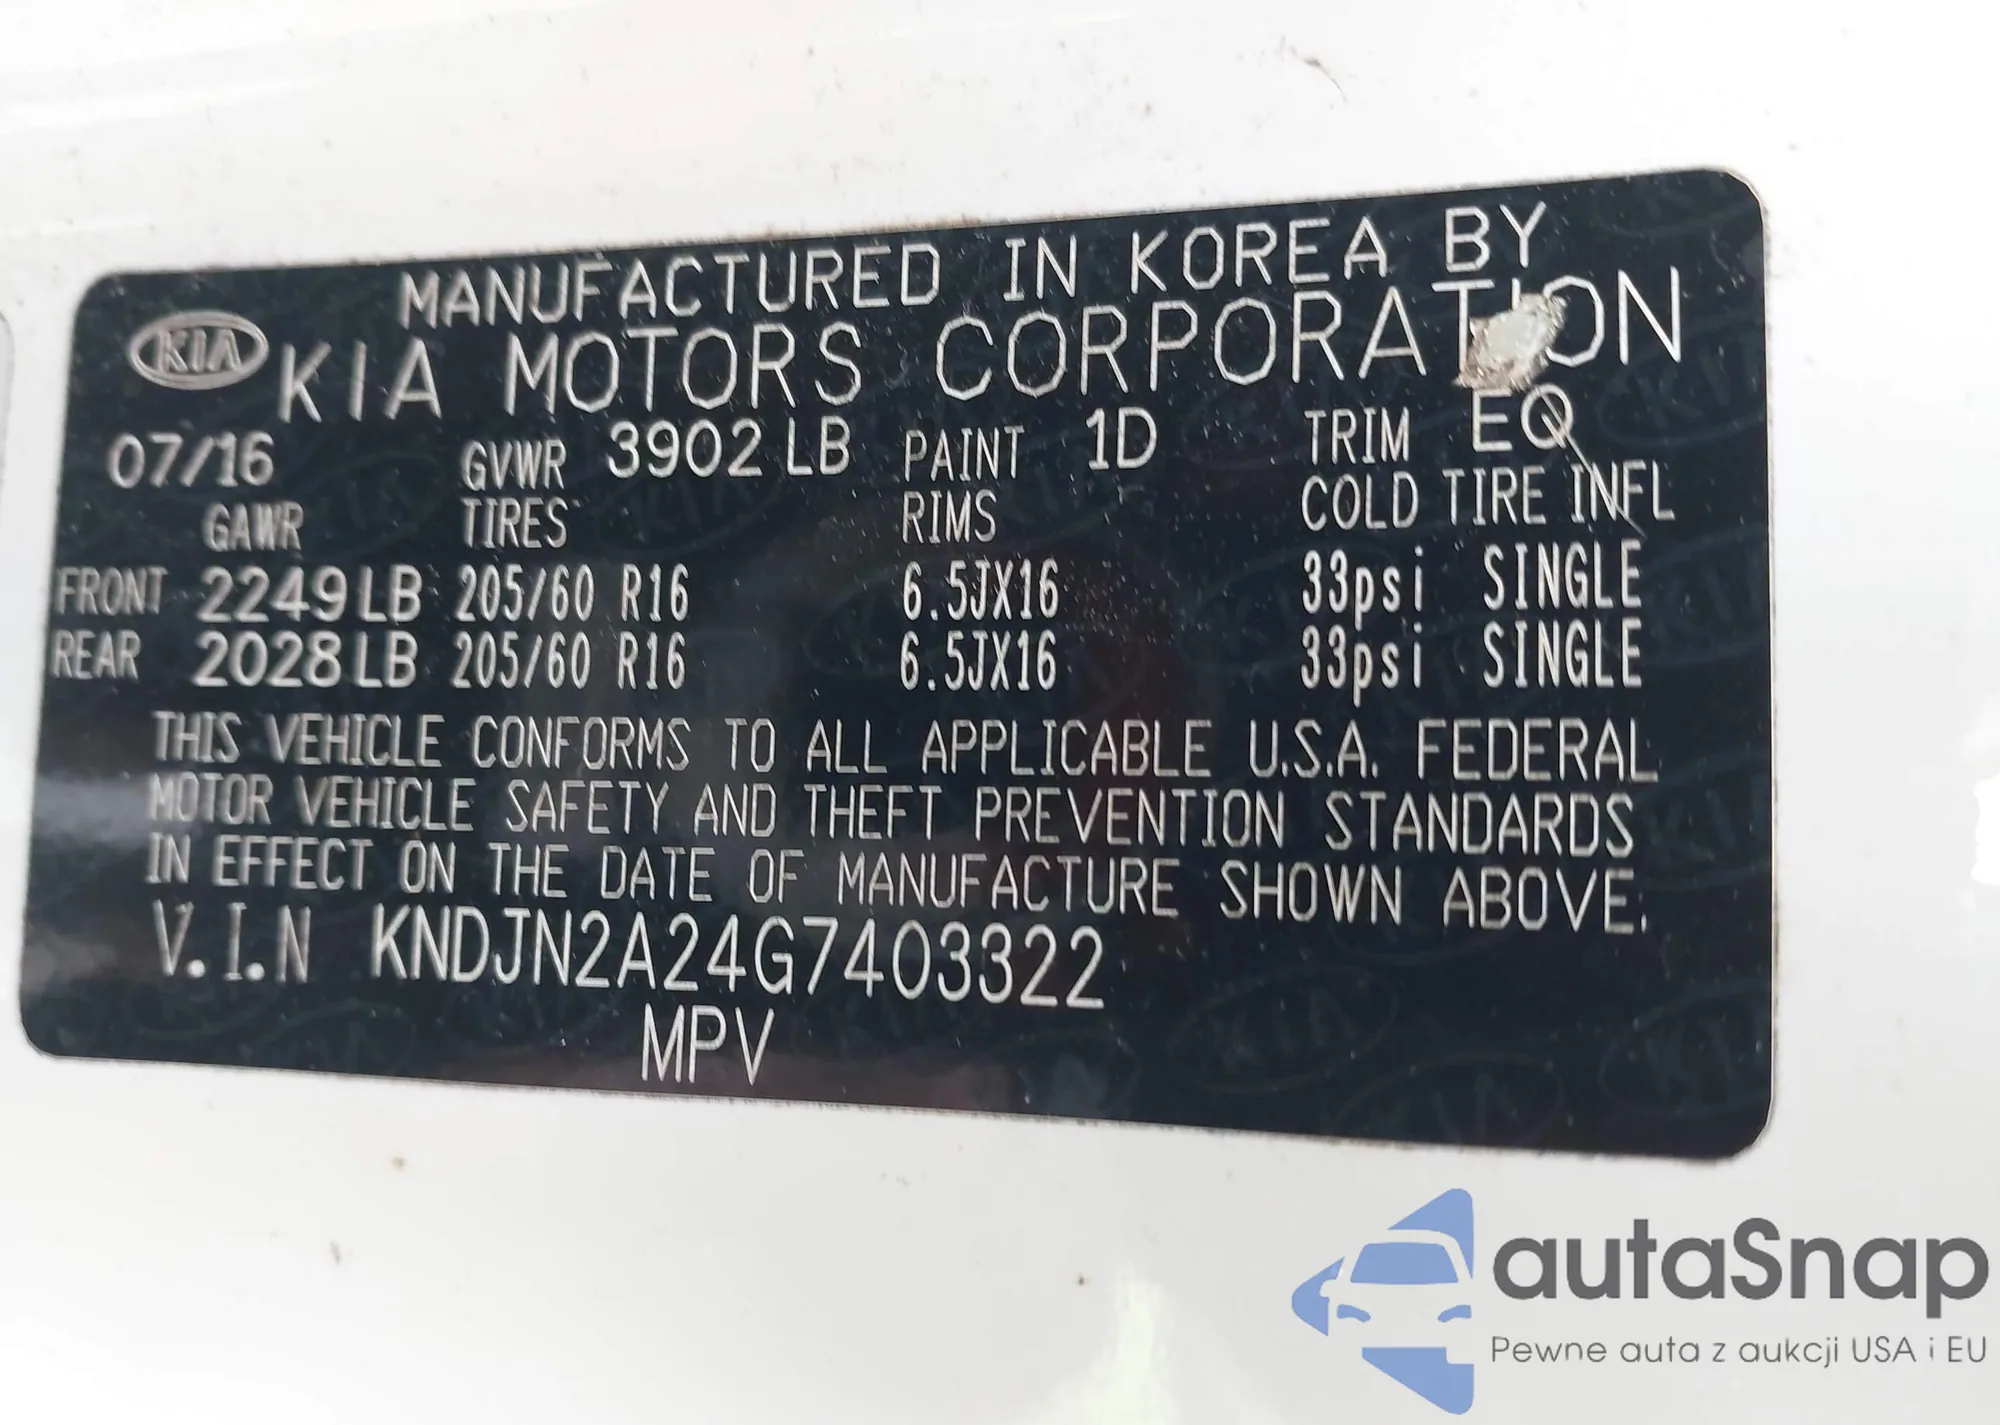 MANUFACTURED IN KOREA BY
KIA KIA MOTORS CORPORATION
07/16 GVWR 3902 LB PAINT 1D TRIM EQ
GAWR TIRES RIMS COLD TIRE INFL
FRONT 2249 LB 205/60 R16 6.5JX16 33psi SINGLE
REAR 2028 LB 205/60 R16 6.5JX16 33psi SINGLE
THIS VEHICLE CONFORMS TO ALL APPLICABLE U.S.A. FEDERAL
MOTOR VEHICLE SAFETY AND THEFT PREVENTION STANDARDS
IN EFFECT ON THE DATE OF MANUFACTURE SHOWN ABOVE.
V.I.N KNDJN2A24G7403322
MPV
autaSnap
Pewne auta z aukcji USA i EU